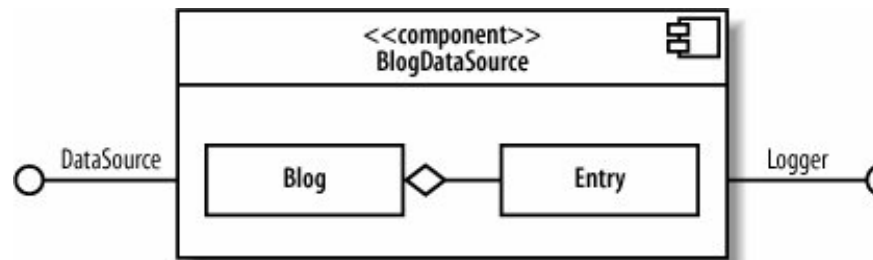 <<component>>
BlogDataSource
DataSource
Blog
Entry
Logger